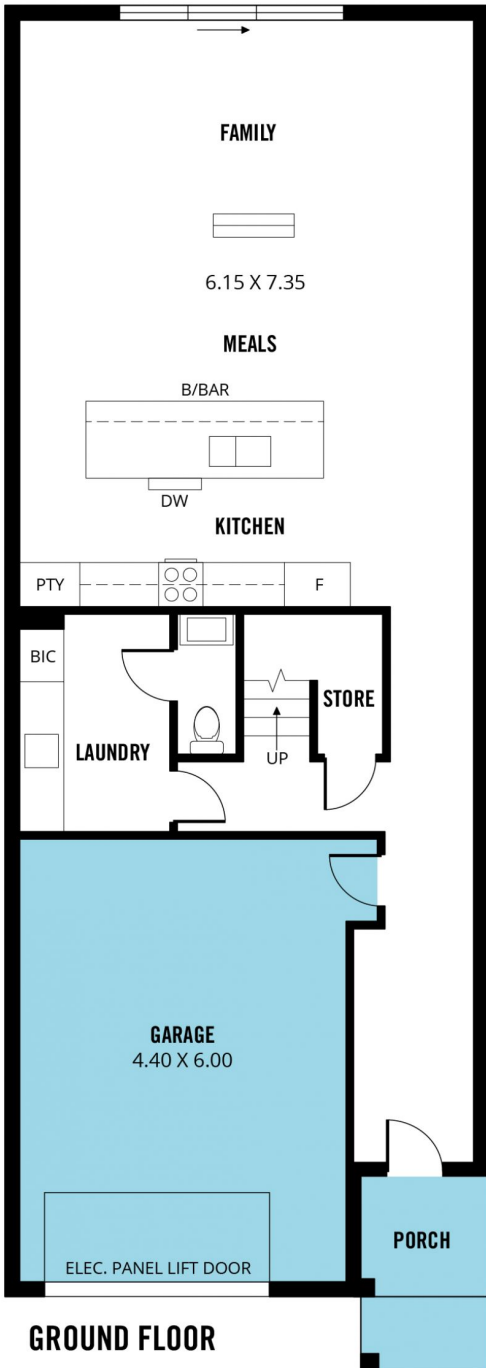 FAMILY
6.15 X 7.35
MEALS
B/BAR
DW
KITCHEN
PTY
F
BIC
STORE
LAUNDRY
UP
GARAGE
4.40 X 6.00
PORCH
ELEC. PANEL LIFT DOOR
GROUND FLOOR